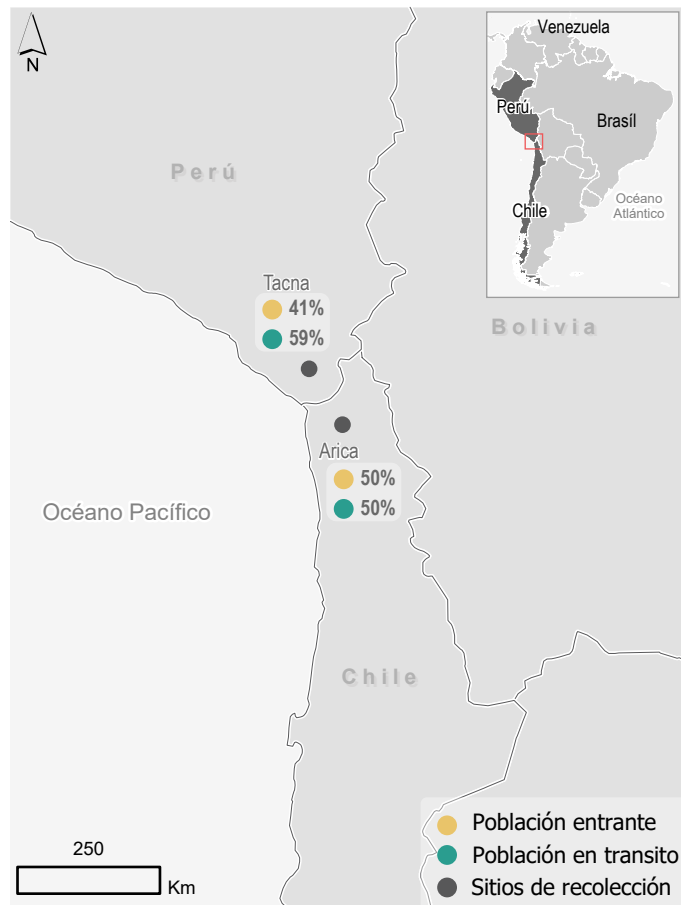 N
Venezuela
Perú
Brasíl
Chile
Océano
Atlántico
Perú
Tacna
41%
59%
Bolivia
Arica
50%
50%
Océano Pacífico
Chile
250
Km
Población entrante
Población en transito
Sitios de recolección